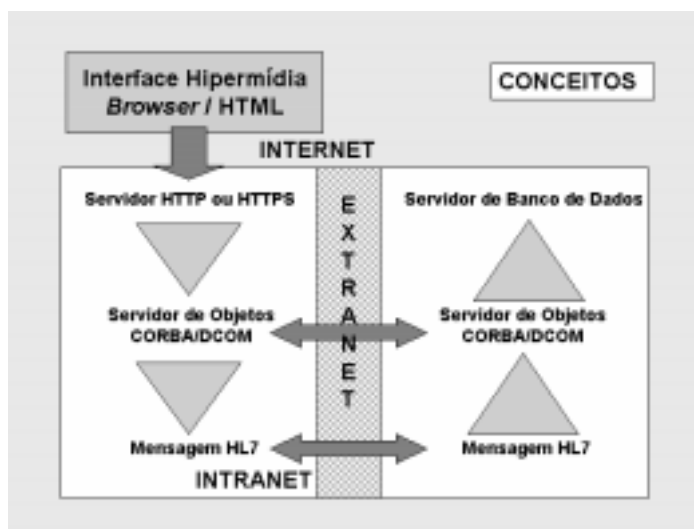 Interface Hipermídia
Browser / HTML
CONCEITOS
INTERNET
Servidor HTTP ou HTTPS
EXTRANET
Servidor de Banco de Dados
Servidor de Objetos
CORBA/DCOM
Servidor de Objetos
CORBA/DCOM
Mensagem HL7
Mensagem HL7
INTRANET